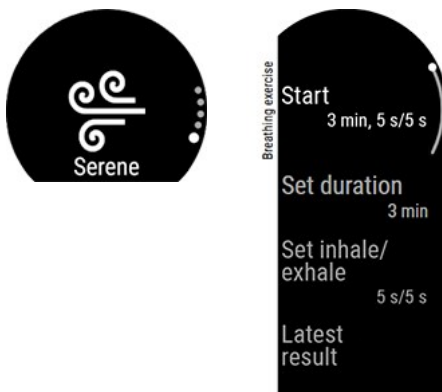 Serene
Breathing exercise
Start
3 min, 5 s/5 s
Set duration
3 min
Set inhale/
exhale
5 s/5 s
Latest
result